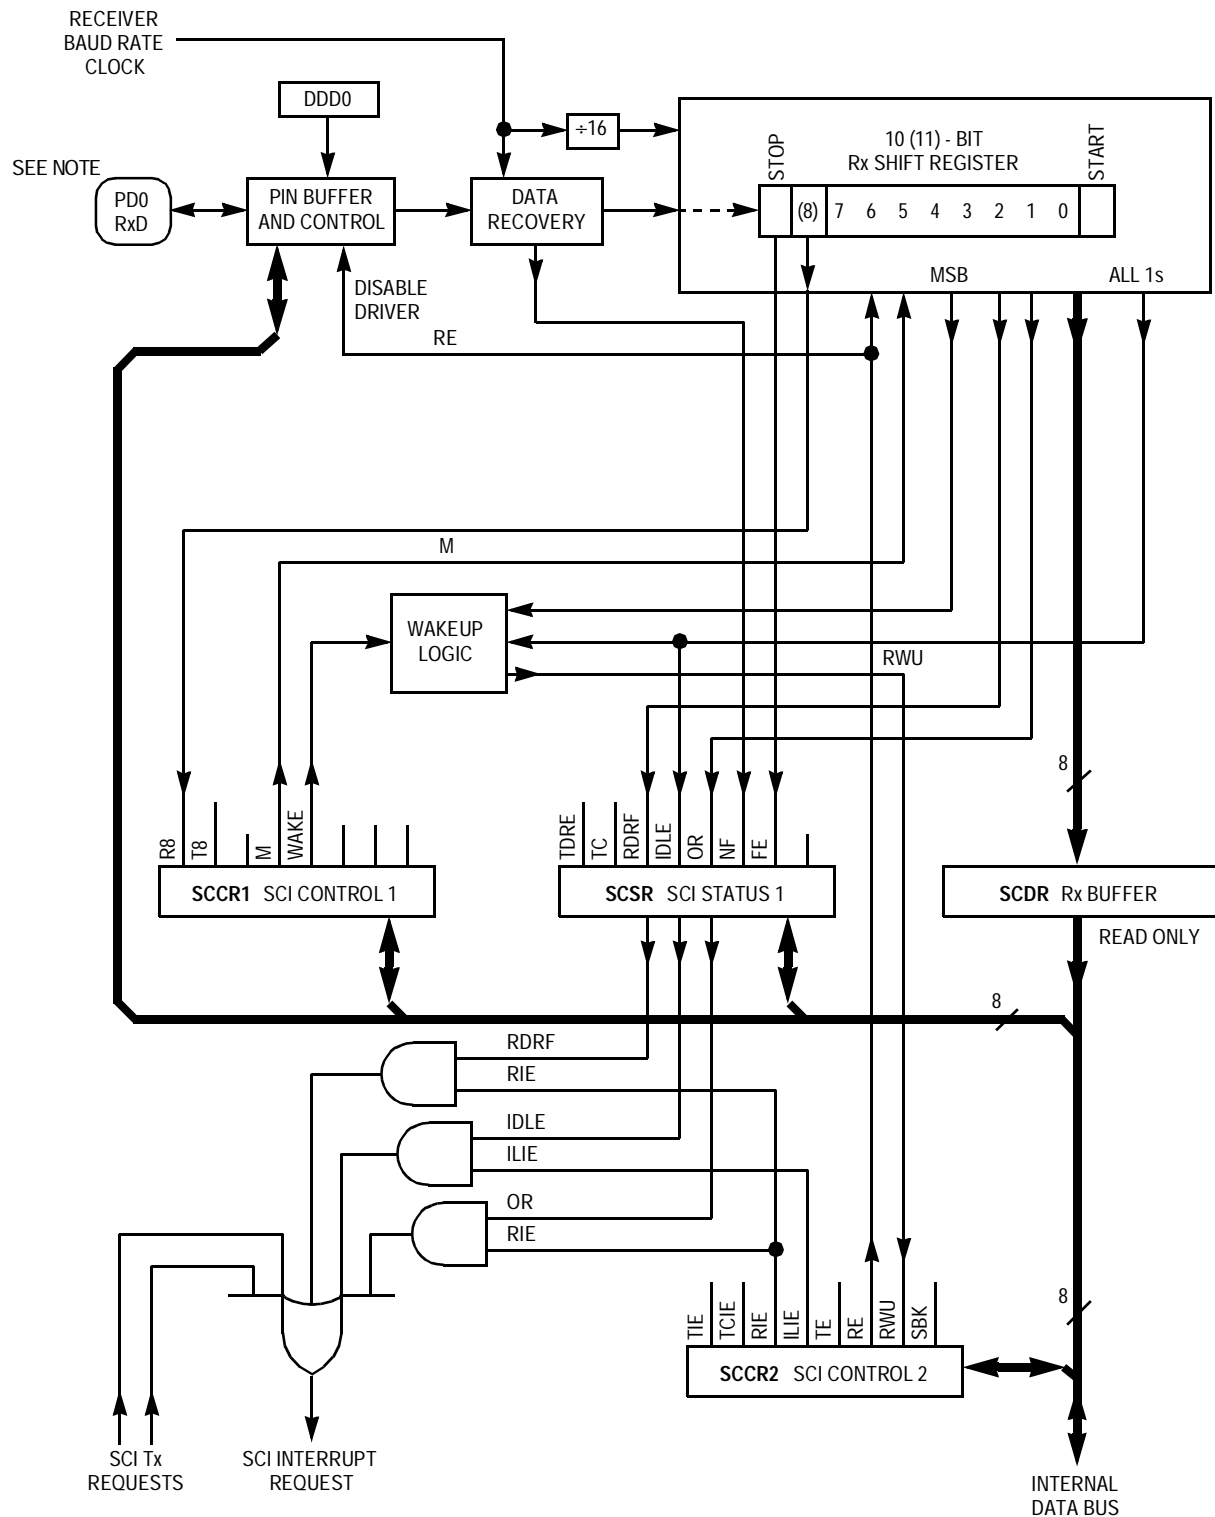 RECEIVER
BAUD RATE
CLOCK
DDD0
÷16
10 (11) - BIT
Rx SHIFT REGISTER
STOP
START
SEE NOTE
PD0
RxD
PIN BUFFER
AND CONTROL
DATA
RECOVERY
(8) 7 6 5 4 3 2 1 0
MSB
ALL 1s
DISABLE
DRIVER
RE
M
WAKEUP
LOGIC
RWU
8
R8
T8
M
WAKE
TDRE
TC
RDRF
IDLE
OR
NF
FE
SCCR1 SCI CONTROL 1
SCSR SCI STATUS 1
SCDR Rx BUFFER
READ ONLY
8
RDRF
RIE
IDLE
ILIE
OR
RIE
8
TIE
TCIE
RIE
ILIE
TE
RE
RWU
SBK
SCCR2 SCI CONTROL 2
SCI Tx
REQUESTS
SCI INTERRUPT
REQUEST
INTERNAL
DATA BUS